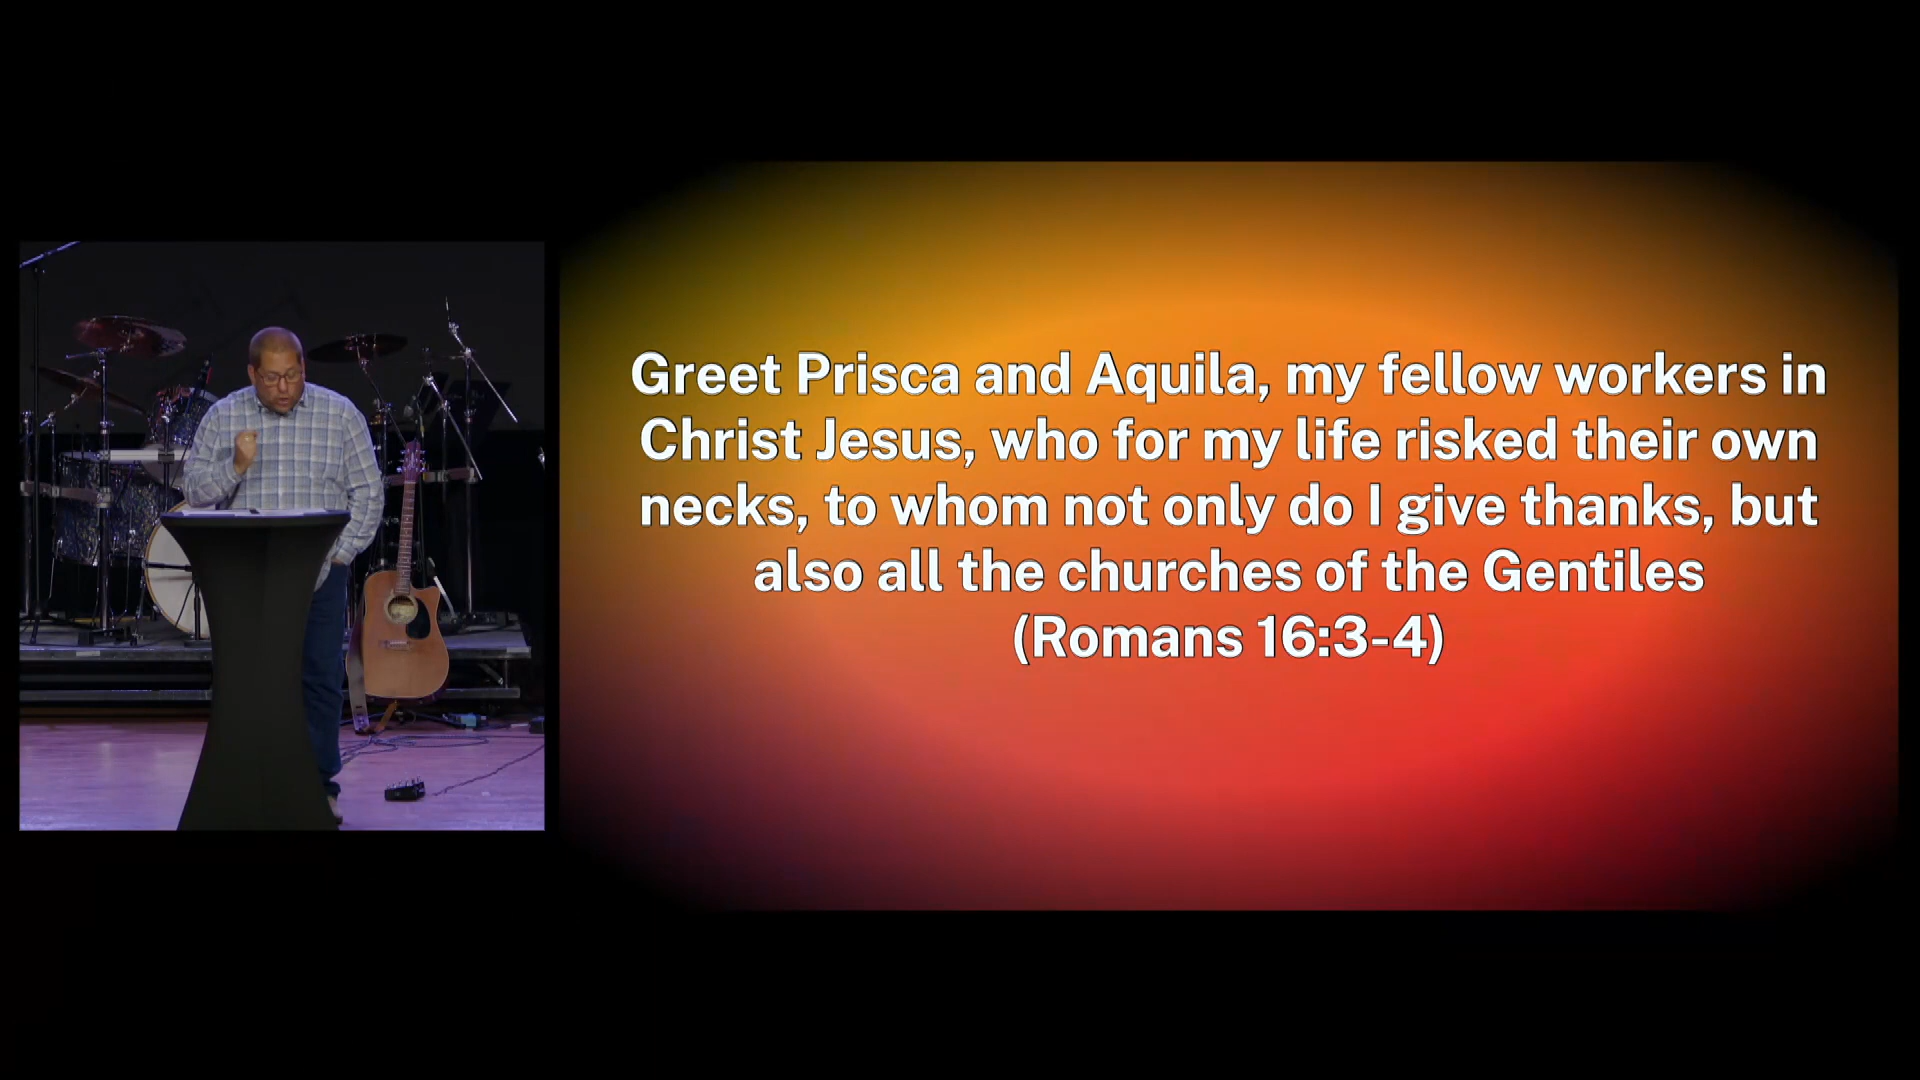 Greet Prisca and Aquila, my fellow workers in
Christ Jesus, who for my life risked their own
necks, to whom not only do I give thanks, but
also all the churches of the Gentiles
(Romans 16:3-4)